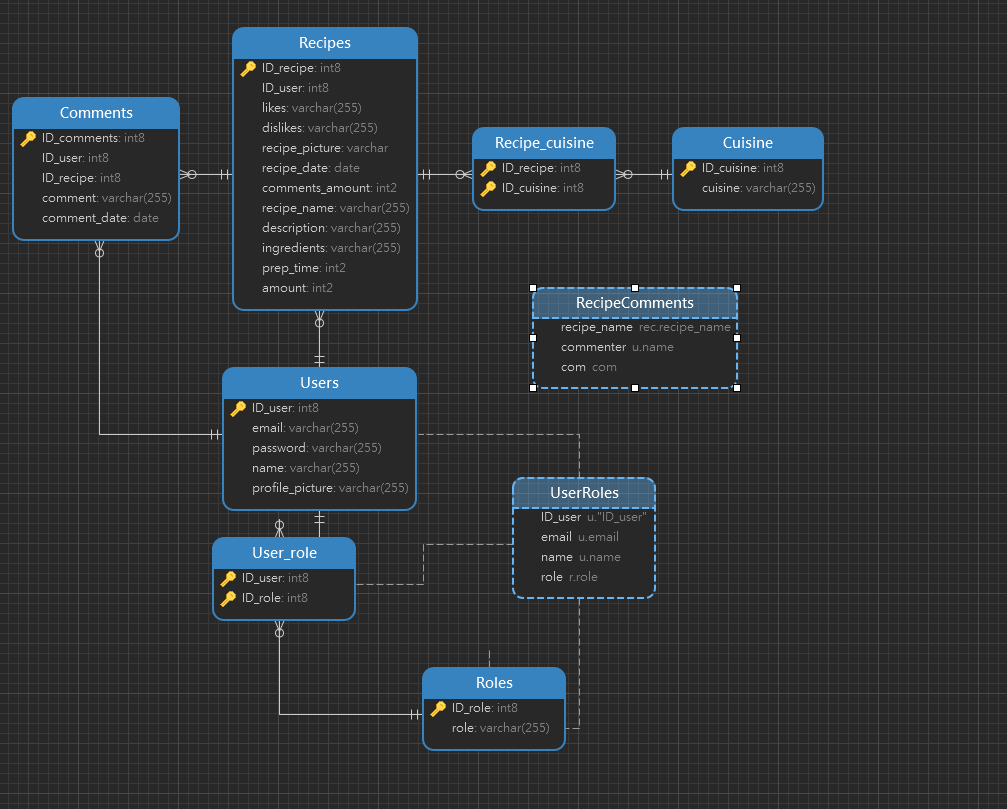 Recipes
ID_recipe: int8
ID_user: int8
likes: varchar(255)
dislikes: varchar(255)
recipe_picture: varchar
recipe_date: date
comments_amount: int2
recipe_name: varchar(255)
description: varchar(255)
ingredients: varchar(255)
prep_time: int2
amount: int2
Comments
ID_comments: int8
ID_user: int8
ID_recipe: int8
comment: varchar(255)
comment_date: date
Recipe_cuisine
ID_recipe: int8
ID_cuisine: int8
Cuisine
ID_cuisine: int8
cuisine: varchar(255)
RecipeComments
recipe_name rec.recipe_name
commenter u.name
com com
Users
ID_user: int8
email: varchar(255)
password: varchar(255)
name: varchar(255)
profile_picture: varchar(255)
UserRoles
ID_user u."ID_user"
email u.email
name u.name
role r.role
User_role
ID_user: int8
ID_role: int8
Roles
ID_role: int8
role: varchar(255)